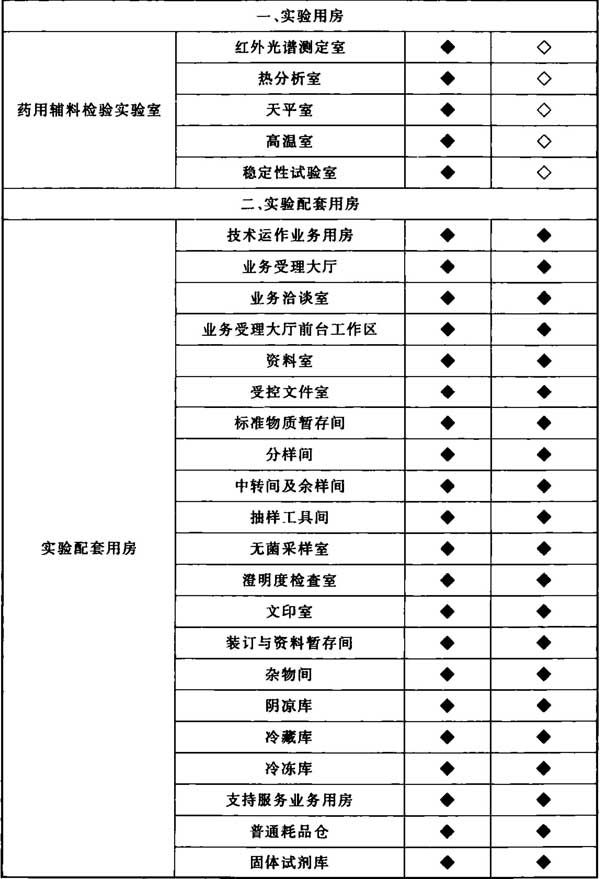 一、实验用房
红外光谱测定室 ◆ ◇
热分析室 ◆ ◇
药用辅料检验实验室 天平室 ◆ ◇
高温室 ◆ ◇
稳定性试验室 ◆ ◇
二、实验配套用房
技术运作业务用房 ◆ ◆
业务受理大厅 ◆ ◆
业务洽谈室 ◆ ◆
业务受理大厅前台工作区 ◆ ◆
资料室 ◆ ◆
受控文件室 ◆ ◆
标准物质暂存间 ◆ ◆
分样间 ◆ ◆
中转间及余样间 ◆ ◆
抽样工具间 ◆ ◆
实验配套用房 无菌采样室 ◆ ◆
澄明度检查室 ◆ ◆
文印室 ◆ ◆
装订与资料暂存间 ◆ ◆
杂物间 ◆ ◆
阴凉库 ◆ ◆
冷藏库 ◆ ◆
冷冻库 ◆ ◆
支持服务业务用房 ◆ ◆
普通耗品仓 ◆ ◆
固体试剂库 ◆ ◆